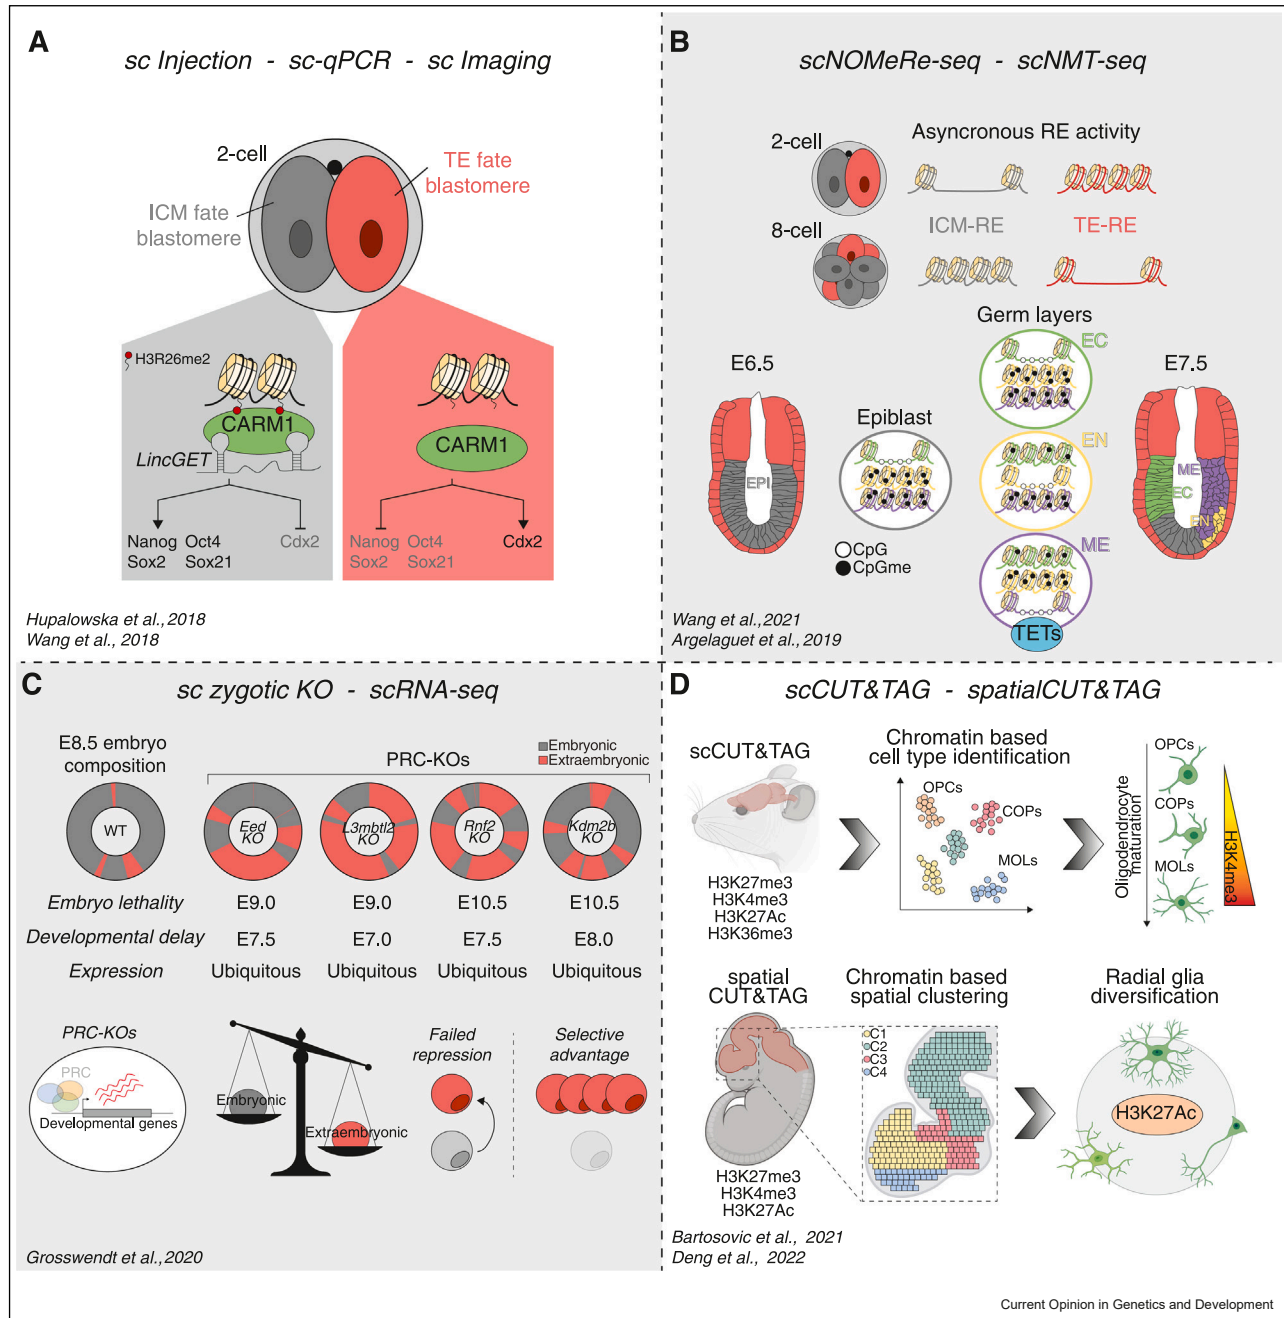 A
sc Injection - sc-qPCR - sc Imaging
2-cell
TE fate
blastomere
ICM fate
blastomere
H3R26me2
CARM1
LincGET
Nanog Oct4
Sox2 Sox21
Cdx2
CARM1
Nanog Oct4
Sox2 Sox21
Cdx2
Hupalowska et al.,2018
Wang et al., 2018
B
scNOMeRe-seq - scNMT-seq
2-cell
Asyncronous RE activity
8-cell
ICM-RE
TE-RE
Germ layers
EC
E6.5
E7.5
Epiblast
EN
EPI
ME
EC
EN
CpG
CpGme
ME
TETs
Wang et al.,2021
Argelaguet et al.,2019
C
sc zygotic KO - scRNA-seq
E8.5 embryo
composition
PRC-KOs
Embryonic
Extraembryonic
WT
Eed
KO
L3mbtl2
KO
Rnf2
KO
Kdm2b
KO
Embryo lethality E9.0 E9.0 E10.5 E10.5
Developmental delay E7.5 E7.0 E7.5 E8.0
Expression Ubiquitous Ubiquitous Ubiquitous Ubiquitous
PRC-KOs
PRC
Developmental genes
Embryonic
Extraembryonic
Failed
repression
Selective
advantage
Grosswendt et al.,2020
D
scCUT&TAG - spatialCUT&TAG
scCUT&TAG
H3K27me3
H3K4me3
H3K27Ac
H3K36me3
Chromatin based
cell type identification
OPCs
COPs
MOLs
Oligodendrocyte
maturation
OPCs
COPs
MOLs
H3K4me3
spatial
CUT&TAG
H3K27me3
H3K4me3
H3K27Ac
Chromatin based
spatial clustering
C1
C2
C3
C4
Radial glia
diversification
H3K27Ac
Bartosovic et al., 2021
Deng et al., 2022
Current Opinion in Genetics and Development